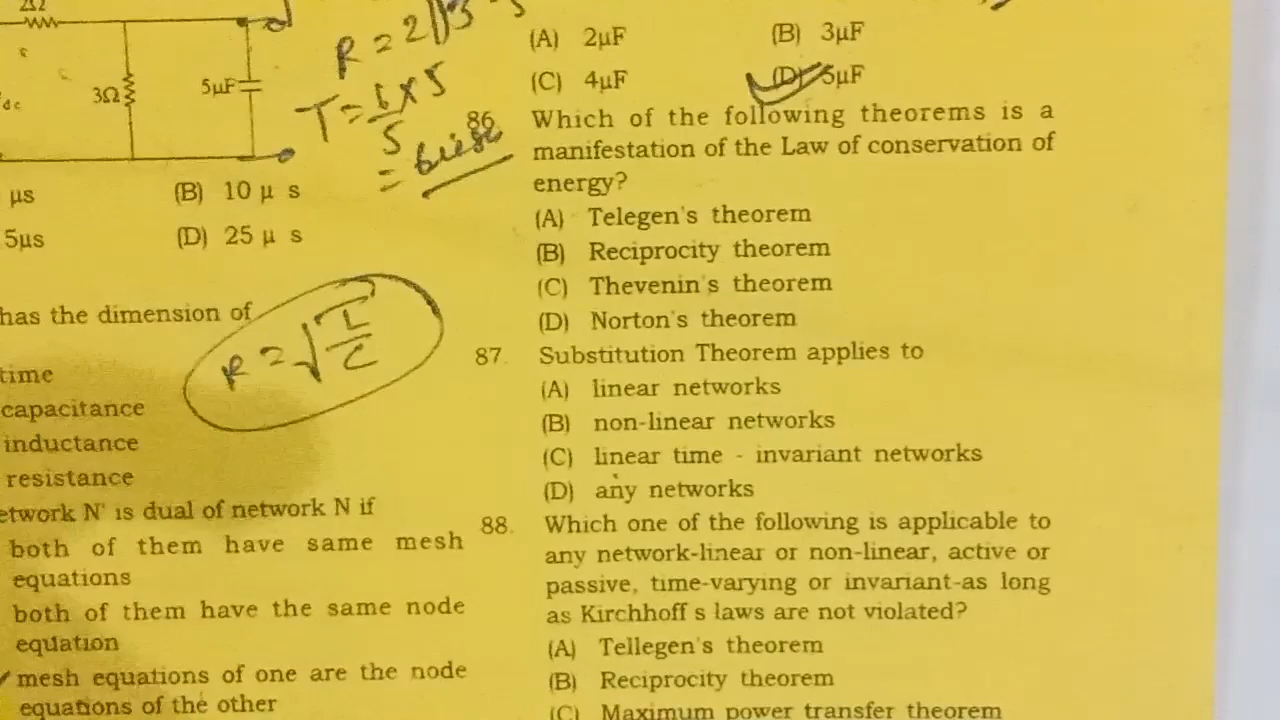 2Ω
3Ω
5µF
dc
R = 2||3
T = 6 × 5
5
= 6
µs
(B) 10 µ s
5µs
(D) 25 µ s
has the dimension of
R = √
C
time
capacitance
inductance
resistance
etwork N' is dual of network N if
both of them have same mesh
equations
both of them have the same node
equation
mesh equations of one are the node
equations of the other
(A) 2µF
(B) 3µF
(C) 4µF
(D) 5µF
86. Which of the following theorems is a
manifestation of the Law of conservation of
energy?
(A) Telegen's theorem
(B) Reciprocity theorem
(C) Thevenin's theorem
(D) Norton's theorem
87. Substitution Theorem applies to
(A) linear networks
(B) non-linear networks
(C) linear time - invariant networks
(D) any networks
88. Which one of the following is applicable to
any network-linear or non-linear, active or
passive, time-varying or invariant-as long
as Kirchhoff s laws are not violated?
(A) Tellegen's theorem
(B) Reciprocity theorem
(C) Maximum power transfer theorem